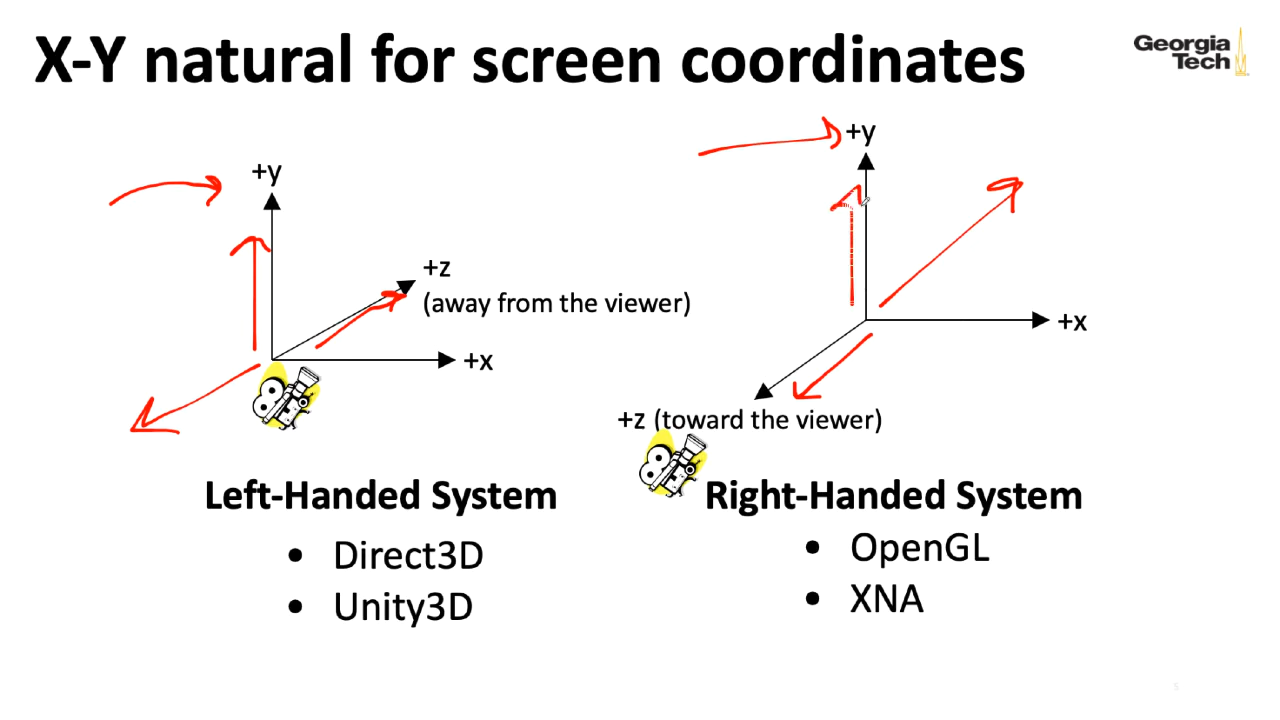 X-Y natural for screen coordinates
Georgia
Tech
+y
+z
(away from the viewer)
+x
+y
+x
+z (toward the viewer)
Left-Handed System
• Direct3D
• Unity3D
Right-Handed System
• OpenGL
• XNA
5